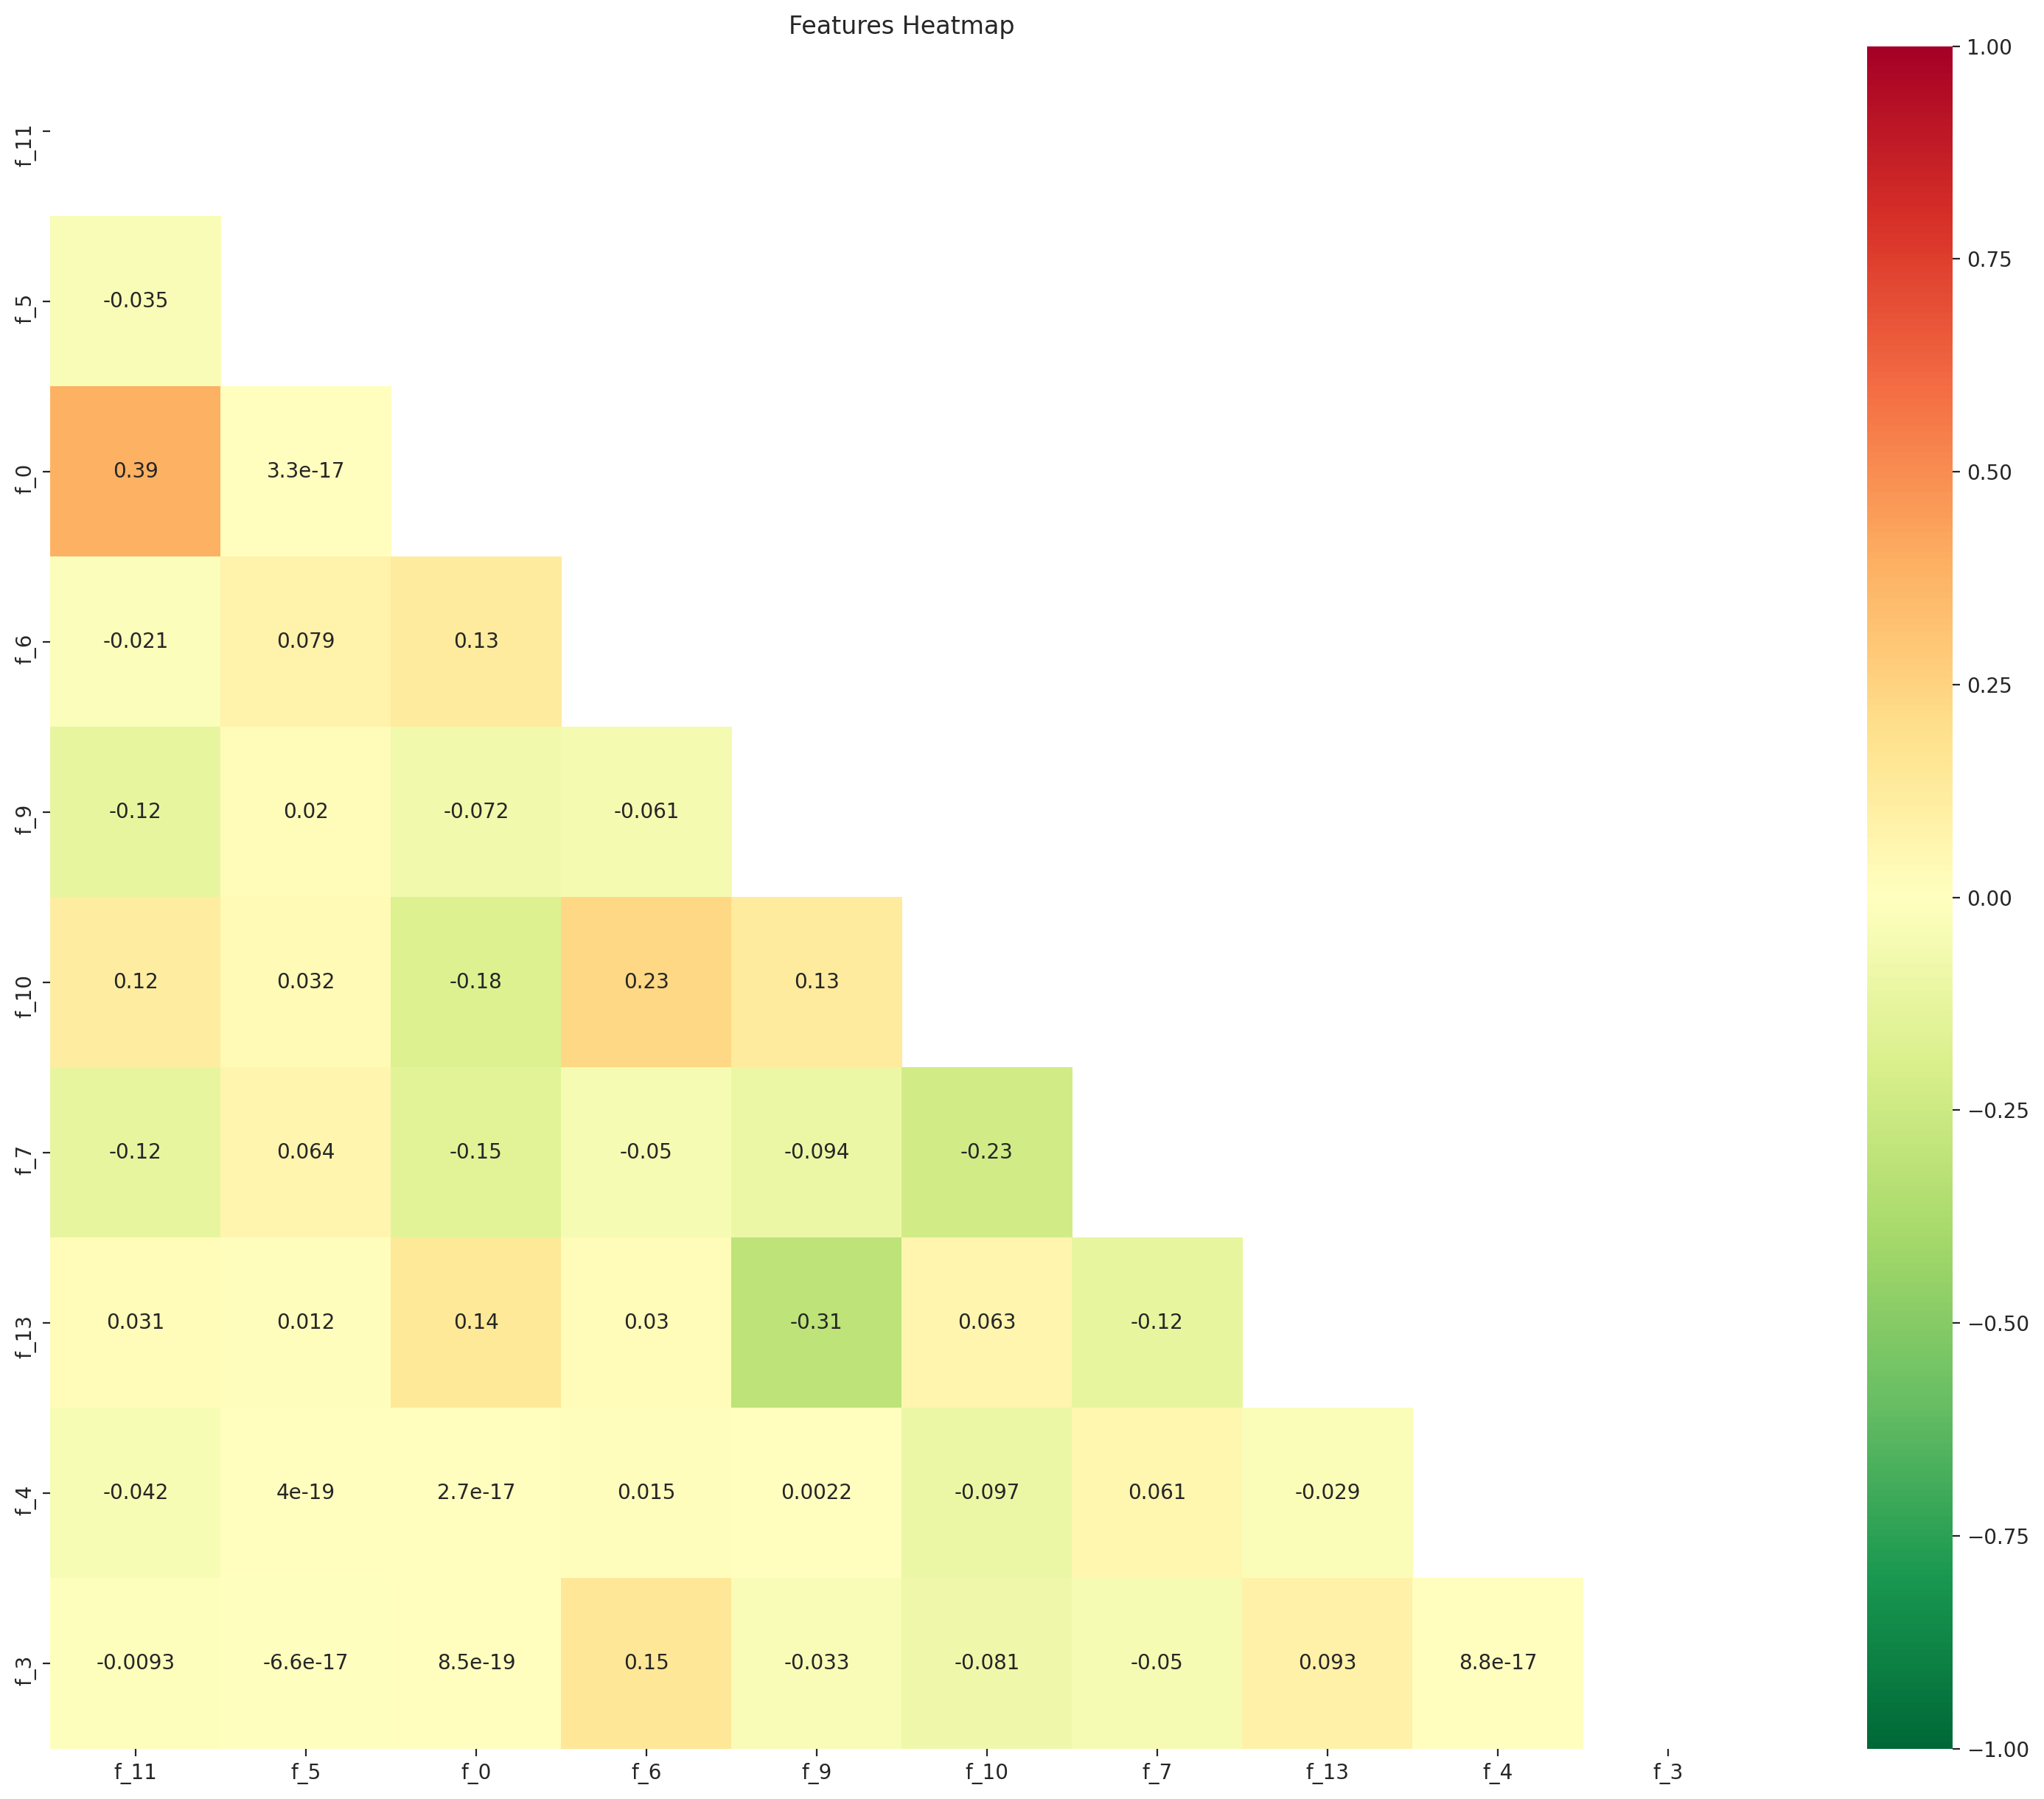 Features Heatmap
f_11
f_5
-0.035
f_0
0.39 3.3e-17
f_6
-0.021 0.079 0.13
f_9
-0.12 0.02 -0.072 -0.061
f_10
0.12 0.032 -0.18 0.23 0.13
f_7
-0.12 0.064 -0.15 -0.05 -0.094 -0.23
f_13
0.031 0.012 0.14 0.03 -0.31 0.063 -0.12
f_4
-0.042 4e-19 2.7e-17 0.015 0.0022 -0.097 0.061 -0.029
f_3
-0.0093 -6.6e-17 8.5e-19 0.15 -0.033 -0.081 -0.05 0.093 8.8e-17
f_11 f_5 f_0 f_6 f_9 f_10 f_7 f_13 f_4 f_3
1.00
0.75
0.50
0.25
0.00
−0.25
−0.50
−0.75
−1.00